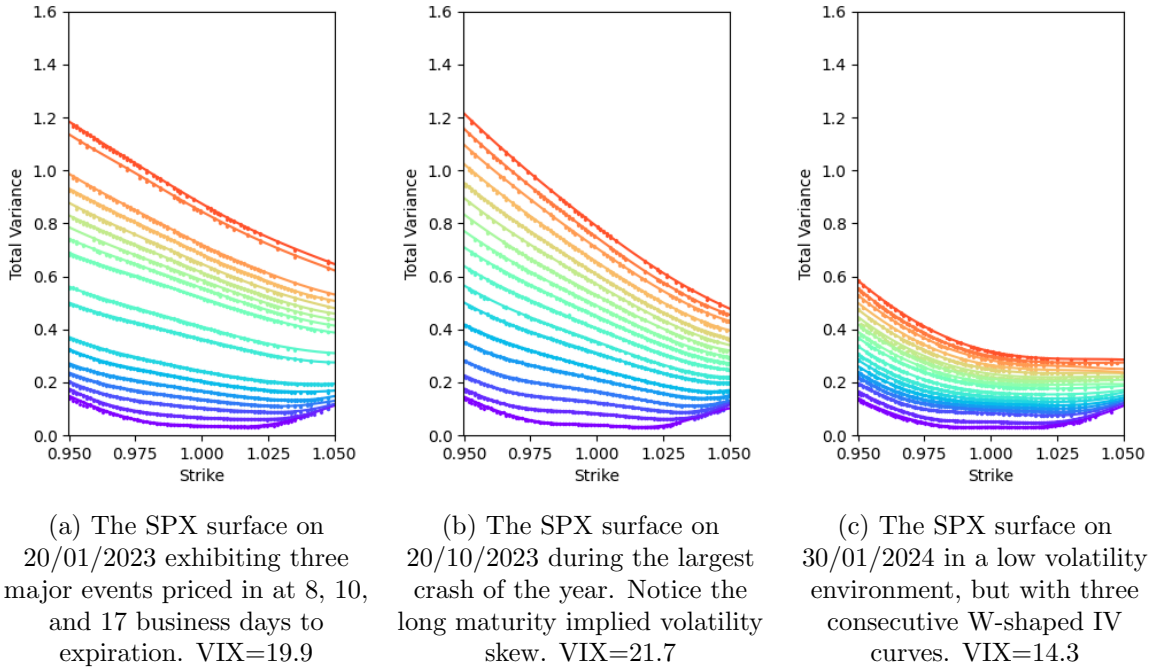 1.6
1.4
1.2
1.0
0.8
0.6
0.4
0.2
0.0
Total Variance
0.950 0.975 1.000 1.025 1.050
Strike
1.6
1.4
1.2
1.0
0.8
0.6
0.4
0.2
0.0
Total Variance
0.950 0.975 1.000 1.025 1.050
Strike
1.6
1.4
1.2
1.0
0.8
0.6
0.4
0.2
0.0
Total Variance
0.950 0.975 1.000 1.025 1.050
Strike
(a) The SPX surface on
20/01/2023 exhibiting three
major events priced in at 8, 10,
and 17 business days to
expiration. VIX=19.9
(b) The SPX surface on
20/10/2023 during the largest
crash of the year. Notice the
long maturity implied volatility
skew. VIX=21.7
(c) The SPX surface on
30/01/2024 in a low volatility
environment, but with three
consecutive W-shaped IV
curves. VIX=14.3